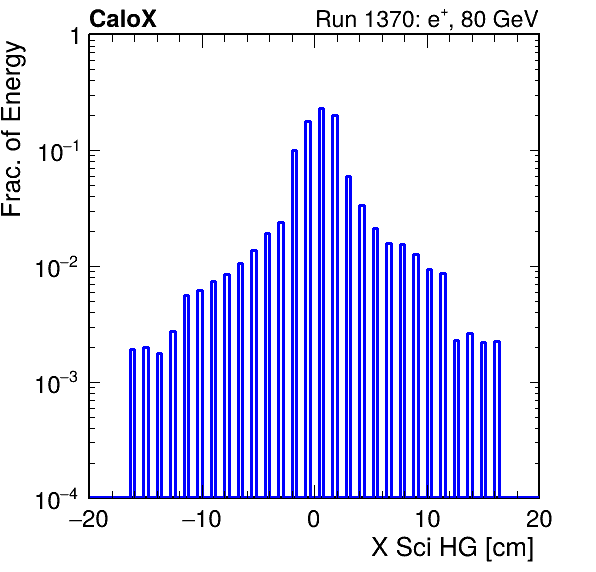 CaloX Run 1370: e⁺, 80 GeV
Frac. of Energy
1
10⁻¹
10⁻²
10⁻³
10⁻⁴
−20 −10 0 10 20
X Sci HG [cm]